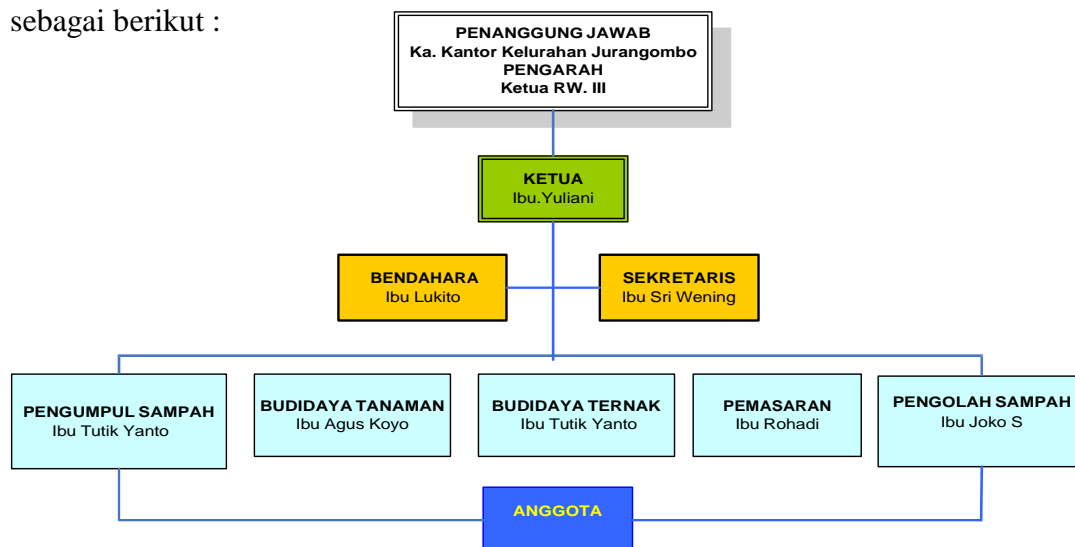 sebagai berikut :
PENANGGUNG JAWAB
Ka. Kantor Kelurahan Jurangombo
PENGARAH
Ketua RW. III
KETUA
Ibu.Yuliani
BENDAHARA
Ibu Lukito
SEKRETARIS
Ibu Sri Wening
PENGUMPUL SAMPAH
Ibu Tutik Yanto
BUDIDAYA TANAMAN
Ibu Agus Koyo
BUDIDAYA TERNAK
Ibu Tutik Yanto
PEMASARAN
Ibu Rohadi
PENGOLAH SAMPAH
Ibu Joko S
ANGGOTA